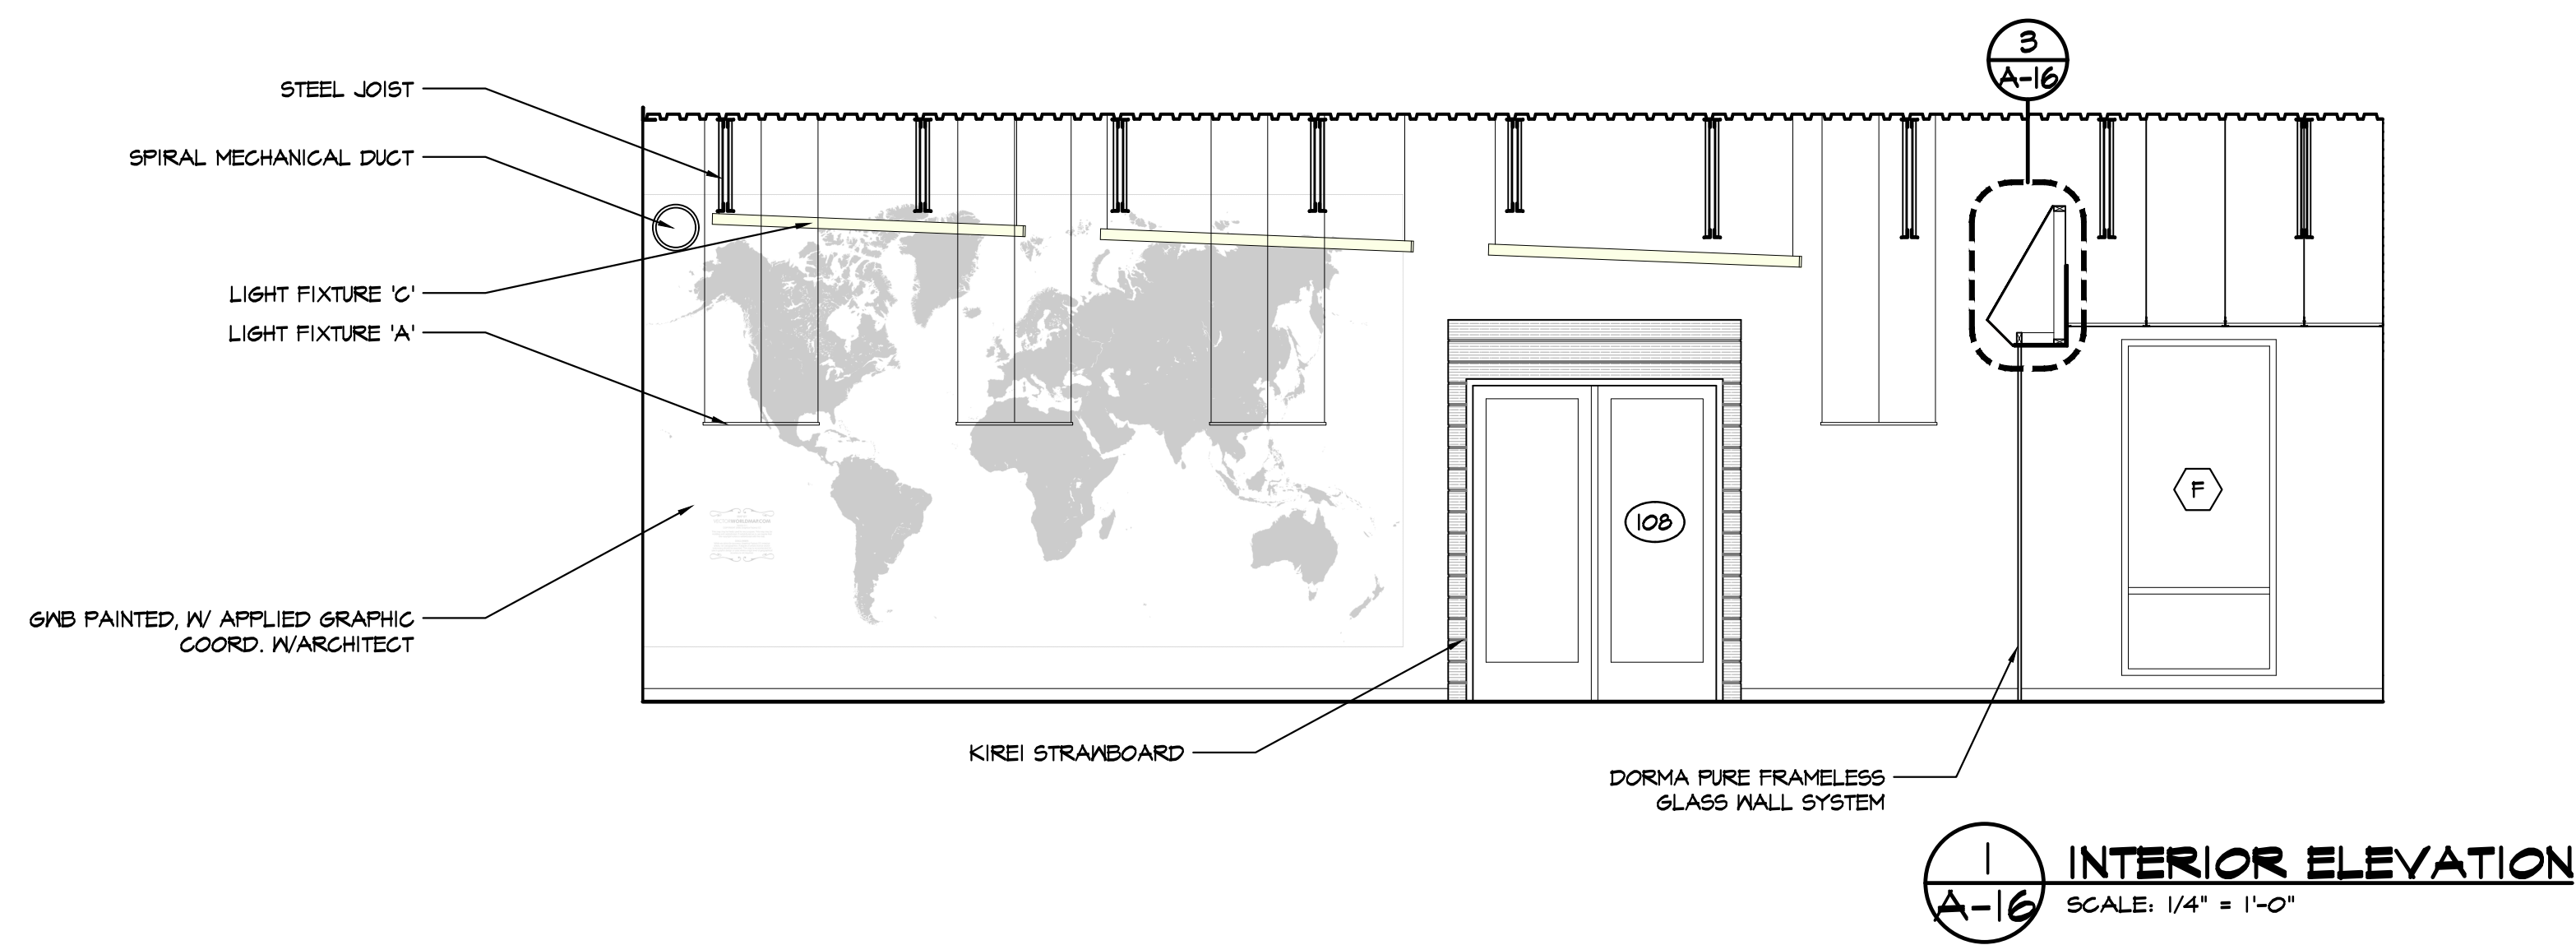 3
A-16
STEEL JOIST
SPIRAL MECHANICAL DUCT
LIGHT FIXTURE 'C'
LIGHT FIXTURE 'A'
F
108
GWB PAINTED, W/ APPLIED GRAPHIC
COORD. W/ARCHITECT
KIREI STRAWBOARD
DORMA PURE FRAMELESS
GLASS WALL SYSTEM
1
A-16
INTERIOR ELEVATION
SCALE: 1/4" = 1'-0"